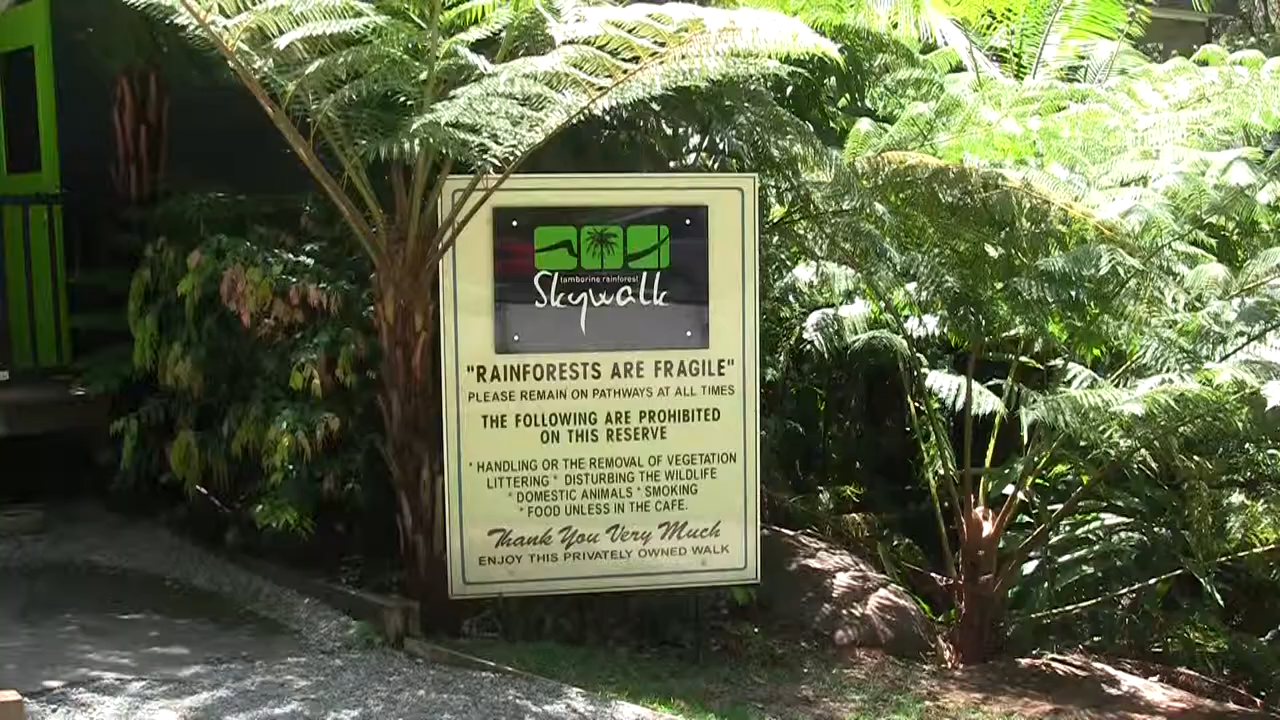 tamborine rainforest
Skywalk
"RAINFORESTS ARE FRAGILE"
PLEASE REMAIN ON PATHWAYS AT ALL TIMES
THE FOLLOWING ARE PROHIBITED
ON THIS RESERVE
* HANDLING OR THE REMOVAL OF VEGETATION
LITTERING * DISTURBING THE WILDLIFE
* DOMESTIC ANIMALS * SMOKING
* FOOD UNLESS IN THE CAFE.
Thank You Very Much
ENJOY THIS PRIVATELY OWNED WALK